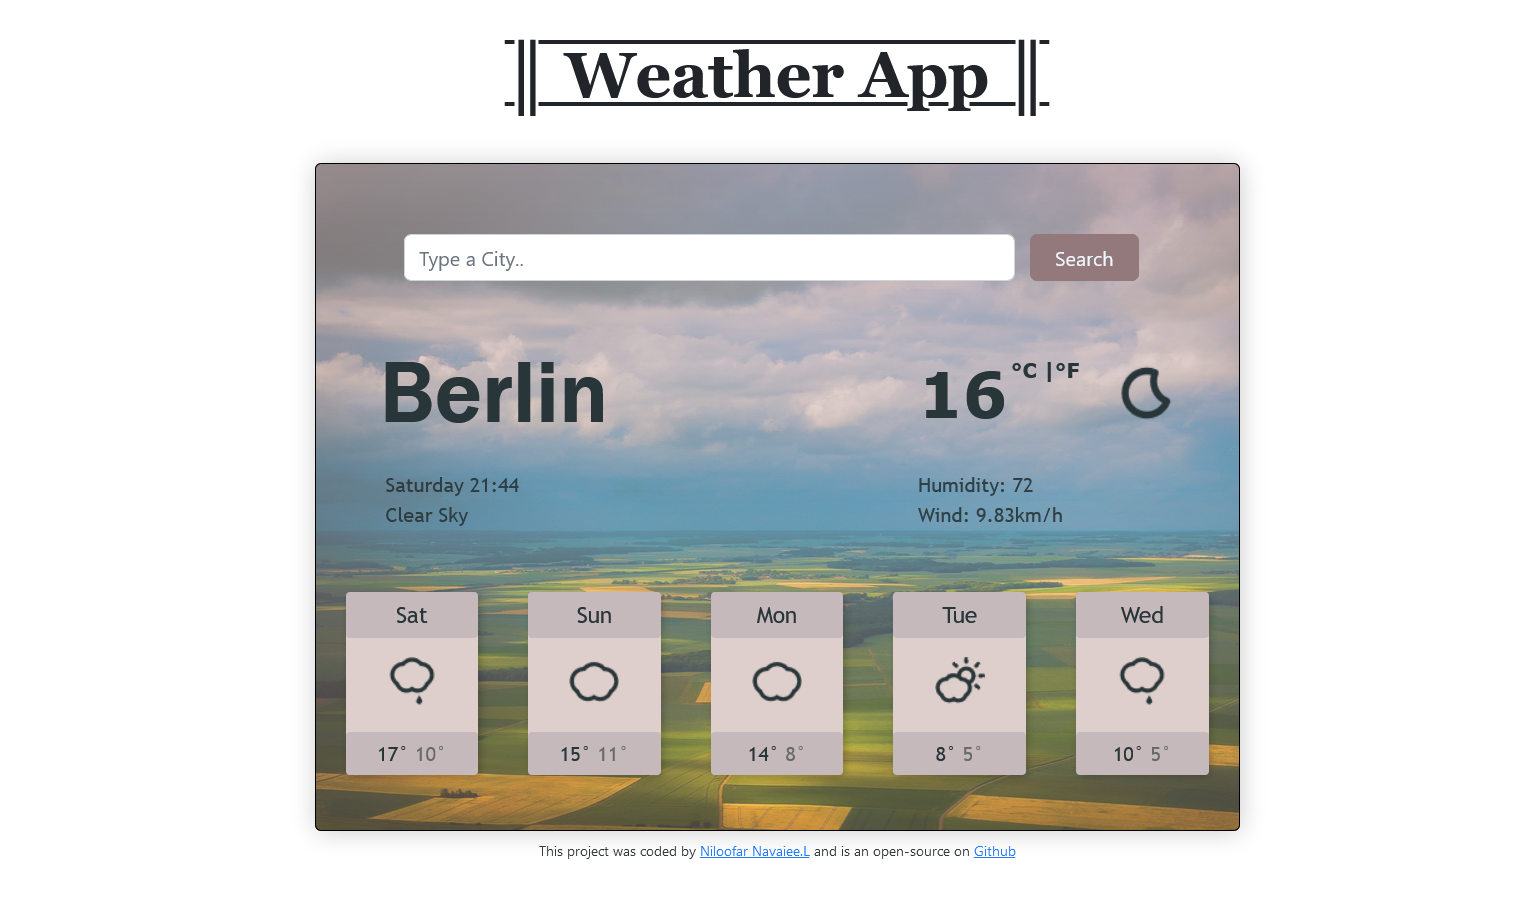 Weather App
Type a City..
Search
Berlin
16 °C |°F
Saturday 21:44
Clear Sky
Humidity: 72
Wind: 9.83km/h
Sat
17° 10°
Sun
15° 11°
Mon
14° 8°
Tue
8° 5°
Wed
10° 5°
This project was coded by Niloofar Navaiee.L and is an open-source on Github